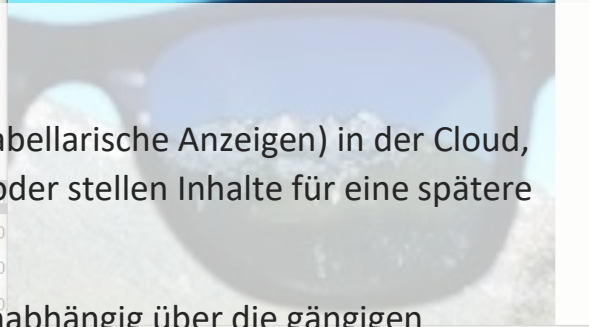 abellarische Anzeigen) in der Cloud,
oder stellen Inhalte für eine spätere
nabhängig über die gängigen